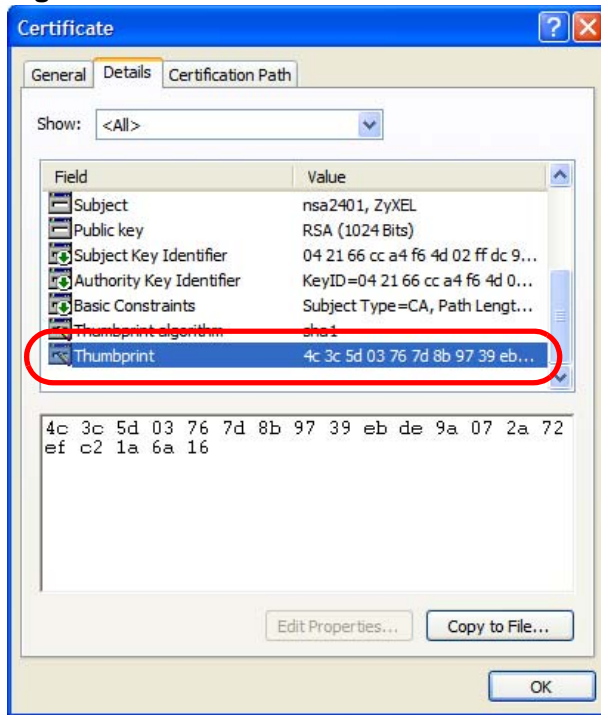 Certificate
General Details Certification Path
Show: <All>
Field Value
Subject nsa2401, ZyXEL
Public key RSA (1024 Bits)
Subject Key Identifier 04 21 66 cc a4 f6 4d 02 ff dc 9...
Authority Key Identifier KeyID=04 21 66 cc a4 f6 4d 0...
Basic Constraints Subject Type=CA, Path Lengt...
Thumbprint algorithm sha1
Thumbprint 4c 3c 5d 03 76 7d 8b 97 39 eb...
4c 3c 5d 03 76 7d 8b 97 39 eb de 9a 07 2a 72
ef c2 1a 6a 16
Edit Properties... Copy to File...
OK